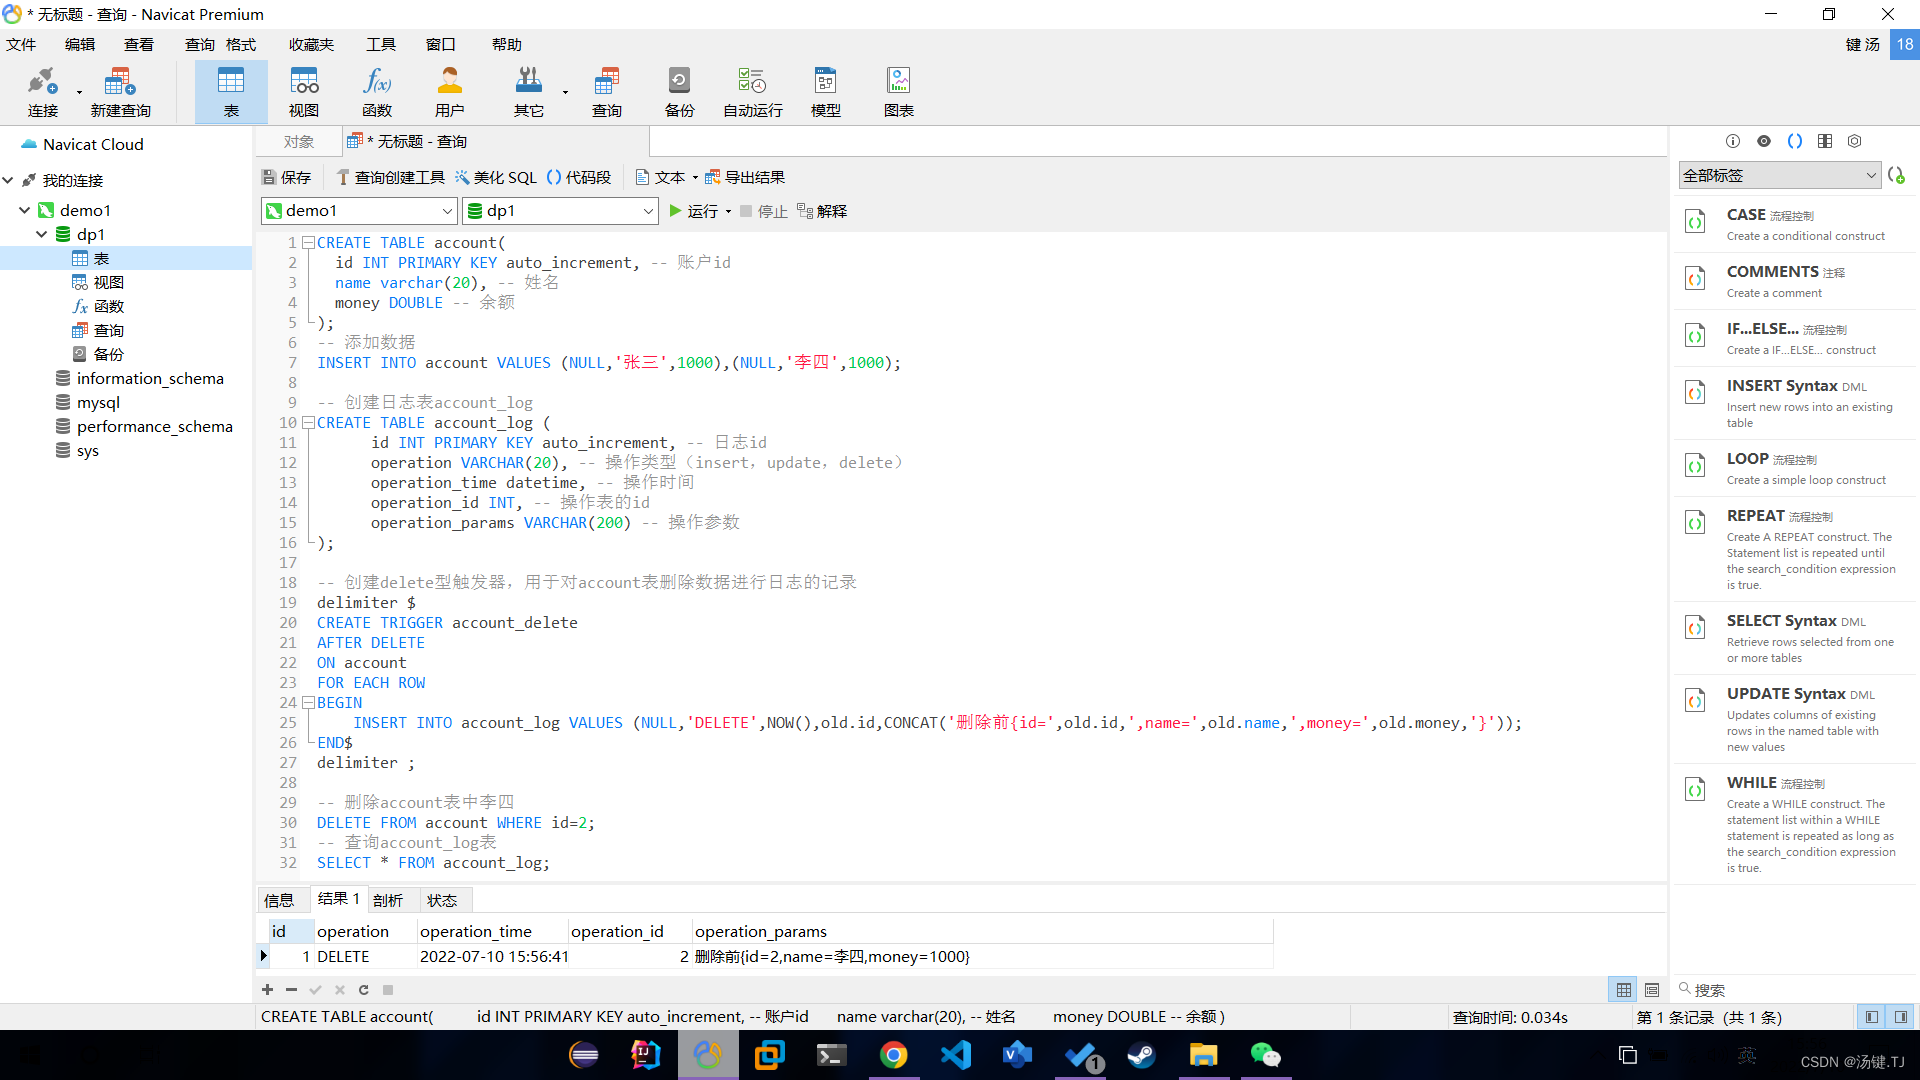 * 无标题 - 查询 - Navicat Premium
文件 编辑 查看 查询 格式 收藏夹 工具 窗口 帮助 键 汤 18
连接 新建查询 表 视图 函数 用户 其它 查询 备份 自动运行 模型 图表
Navicat Cloud
我的连接
demo1
dp1
表
视图
函数
查询
备份
information_schema
mysql
performance_schema
sys
对象 * 无标题 - 查询
保存 查询创建工具 美化 SQL 代码段 文本 导出结果
demo1 dp1 运行 停止 解释
1 CREATE TABLE account(
2 id INT PRIMARY KEY auto_increment, -- 账户id
3 name varchar(20), -- 姓名
4 money DOUBLE -- 余额
5 );
6 -- 添加数据
7 INSERT INTO account VALUES (NULL,'张三',1000),(NULL,'李四',1000);
8
9 -- 创建日志表account_log
10 CREATE TABLE account_log (
11 id INT PRIMARY KEY auto_increment, -- 日志id
12 operation VARCHAR(20), -- 操作类型（insert，update，delete）
13 operation_time datetime, -- 操作时间
14 operation_id INT, -- 操作表的id
15 operation_params VARCHAR(200) -- 操作参数
16 );
17
18 -- 创建delete型触发器，用于对account表删除数据进行日志的记录
19 delimiter $
20 CREATE TRIGGER account_delete
21 AFTER DELETE
22 ON account
23 FOR EACH ROW
24 BEGIN
25 INSERT INTO account_log VALUES (NULL,'DELETE',NOW(),old.id,CONCAT('删除前{id=',old.id,',name=',old.name,',money=',old.money,'}'));
26 END$
27 delimiter ;
28
29 -- 删除account表中李四
30 DELETE FROM account WHERE id=2;
31 -- 查询account_log表
32 SELECT * FROM account_log;
信息 结果 1 剖析 状态
id operation operation_time operation_id operation_params
1 DELETE 2022-07-10 15:56:41 2 删除前{id=2,name=李四,money=1000}
CREATE TABLE account( id INT PRIMARY KEY auto_increment, -- 账户id name varchar(20), -- 姓名 money DOUBLE -- 余额 ) 查询时间: 0.034s 第 1 条记录 (共 1 条)
全部标签
CASE 流程控制
Create a conditional construct
COMMENTS 注释
Create a comment
IF...ELSE... 流程控制
Create a IF...ELSE... construct
INSERT Syntax DML
Insert new rows into an existing
table
LOOP 流程控制
Create a simple loop construct
REPEAT 流程控制
Create A REPEAT construct. The
Statement list is repeated until
the search_condition expression
is true.
SELECT Syntax DML
Retrieve rows selected from one
or more tables
UPDATE Syntax DML
Updates columns of existing
rows in the named table with
new values
WHILE 流程控制
Create a WHILE construct. The
statement list within a WHILE
statement is repeated as long as
the search_condition expression
is true.
搜索
1
英
CSDN @汤键.TJ